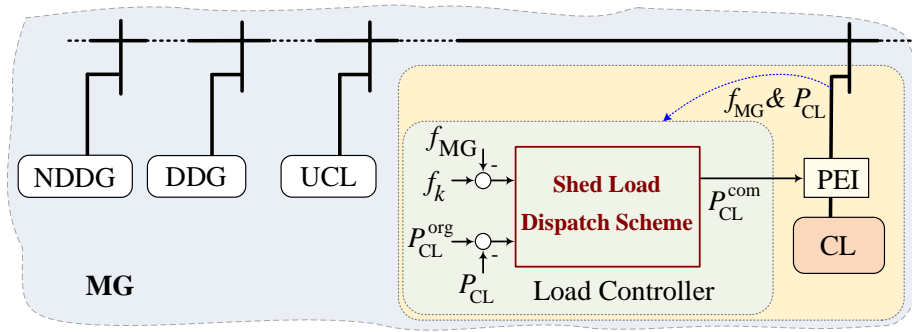 f_MG & P_CL
f_MG
-
NDDG
DDG
UCL
f_k
Shed Load
Dispatch Scheme
P_CL^com
PEI
P_CL^org
-
CL
P_CL
MG
Load Controller